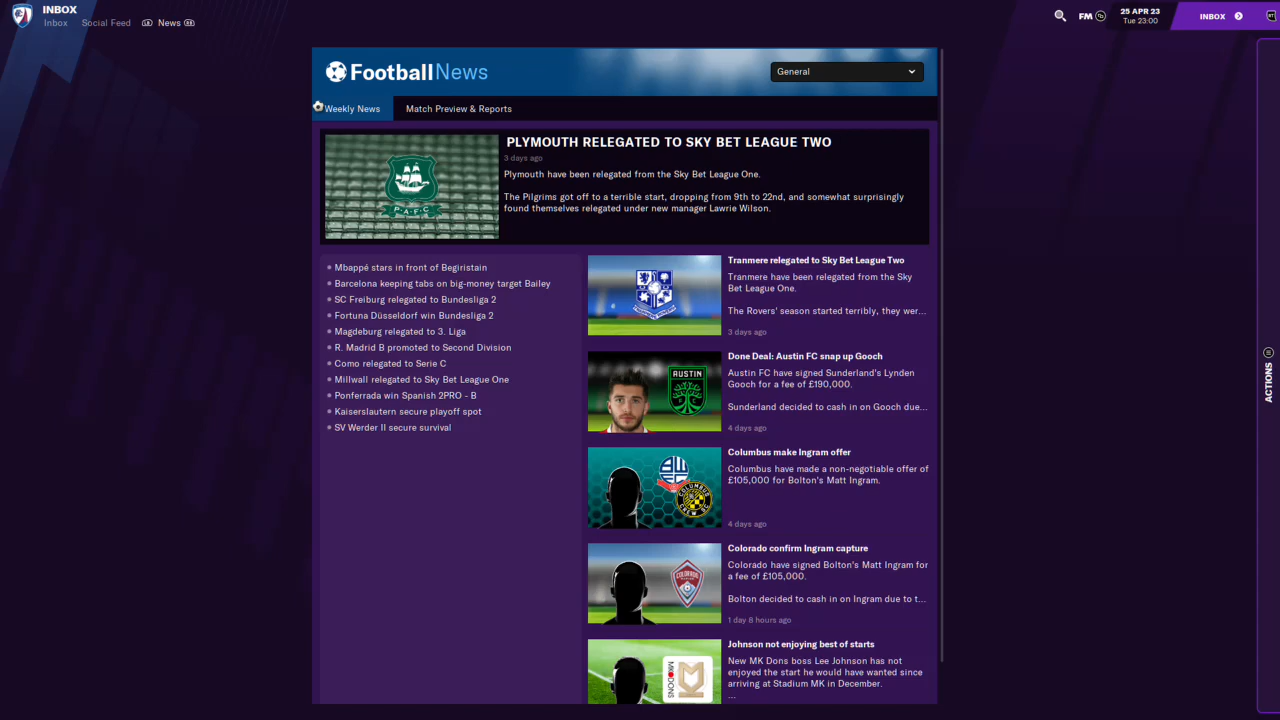 INBOX
Inbox Social Feed LB News RB
FM
25 APR 23
Tue 23:00
INBOX
FootballNews
General
Weekly News
Match Preview & Reports
PLYMOUTH RELEGATED TO SKY BET LEAGUE TWO
3 days ago
Plymouth have been relegated from the Sky Bet League One.
The Pilgrims got off to a terrible start, dropping from 9th to 22nd, and somewhat surprisingly
found themselves relegated under new manager Lawrie Wilson.
P·A·F·C
Mbappé stars in front of Begiristain
Barcelona keeping tabs on big-money target Bailey
SC Freiburg relegated to Bundesliga 2
Fortuna Düsseldorf win Bundesliga 2
Magdeburg relegated to 3. Liga
R. Madrid B promoted to Second Division
Como relegated to Serie C
Millwall relegated to Sky Bet League One
Ponferrada win Spanish 2PRO - B
Kaiserslautern secure playoff spot
SV Werder II secure survival
Tranmere relegated to Sky Bet League Two
Tranmere have been relegated from the Sky
Bet League One.
The Rovers' season started terribly, they wer...
3 days ago
Done Deal: Austin FC snap up Gooch
Austin FC have signed Sunderland's Lynden
Gooch for a fee of £190,000.
Sunderland decided to cash in on Gooch due...
4 days ago
AUSTIN
Columbus make Ingram offer
Columbus have made a non-negotiable offer of
£105,000 for Bolton's Matt Ingram.
4 days ago
Colorado confirm Ingram capture
Colorado have signed Bolton's Matt Ingram for
a fee of £105,000.
Bolton decided to cash in on Ingram due to t...
1 day 8 hours ago
COLORADO
Johnson not enjoying best of starts
New MK Dons boss Lee Johnson has not
enjoyed the start he would have wanted since
arriving at Stadium MK in December.
...
MK DONS
ACTIONS